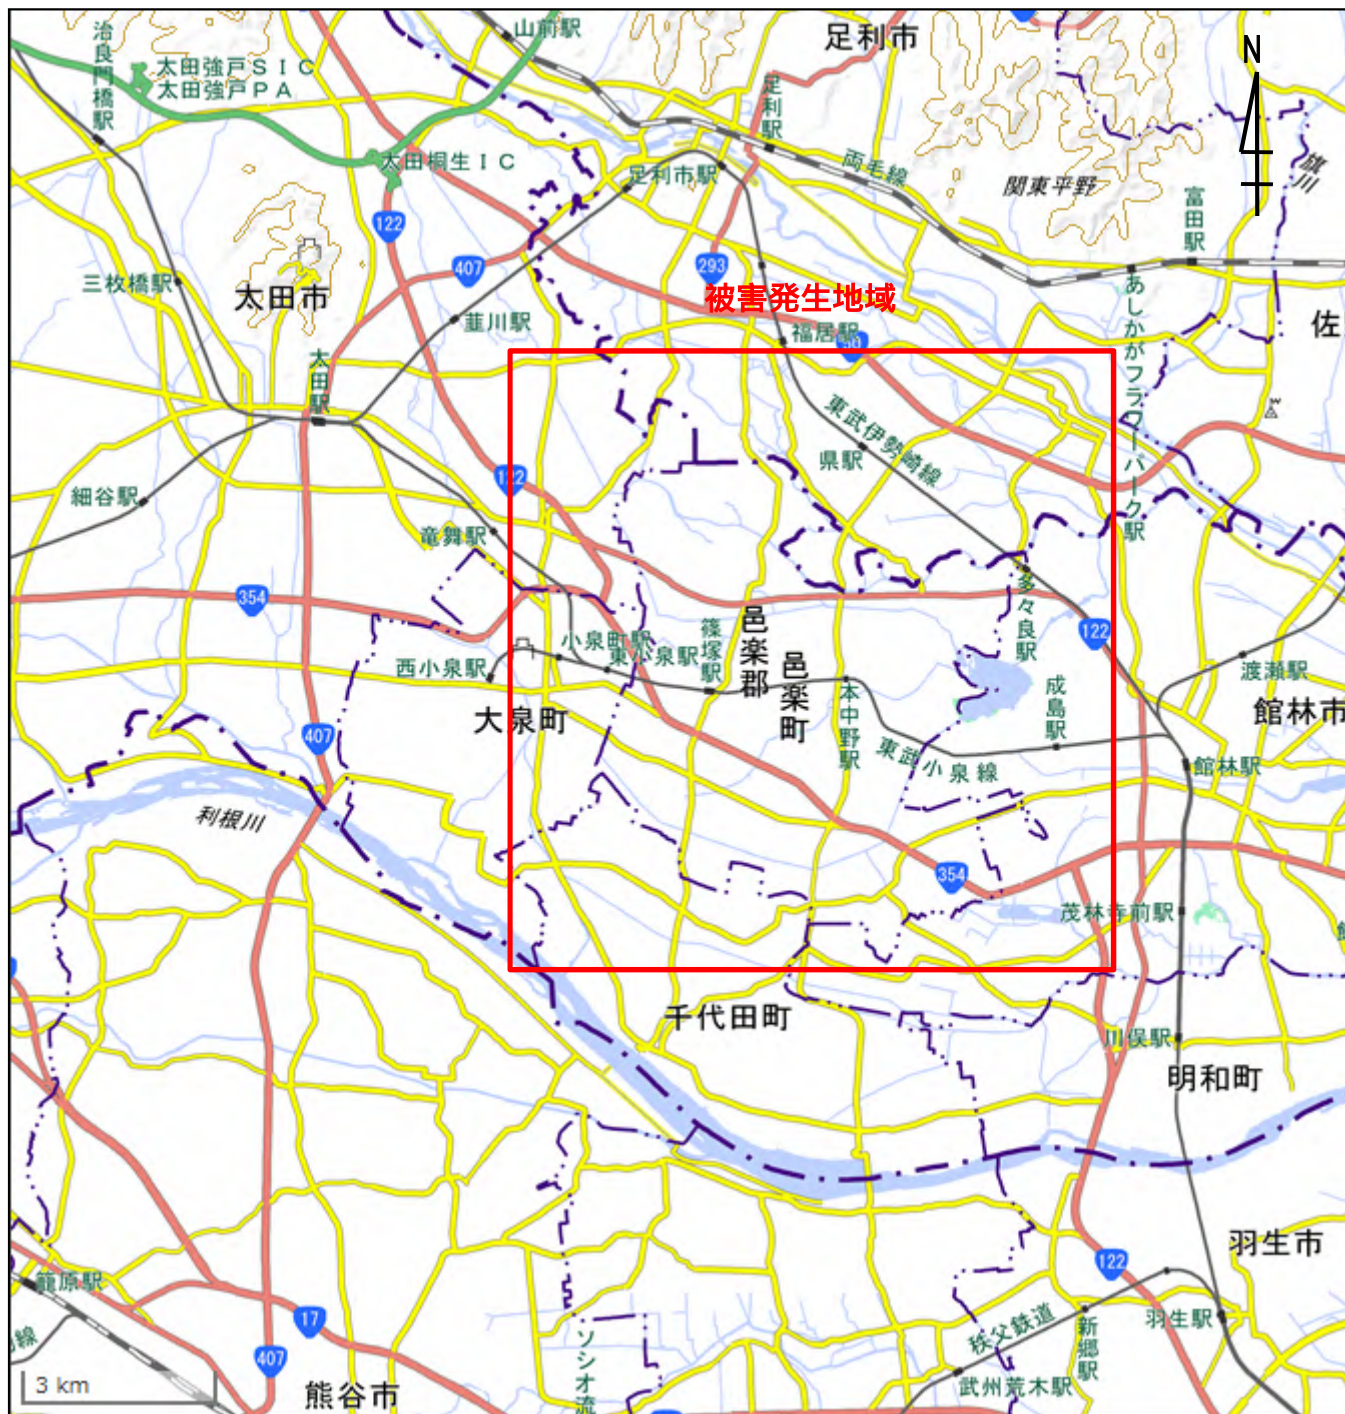 山前駅
足利市
治良門橋駅
太田強戸ＳＩＣ
太田強戸ＰＡ
足利駅
N
太田桐生ＩＣ
足利市駅
両毛線
関東平野
旗川
富田駅
122
407
293
三枚橋駅
太田市
被害発生地域
あしかがフラワーパーク駅
韮川駅
福居駅
佐
太田駅
東武伊勢崎線
県駅
122
細谷駅
竜舞駅
354
多々良駅
122
小泉町駅
東小泉駅
篠塚駅
邑楽郡
邑楽町
西小泉駅
本中野駅
成島駅
渡瀬駅
館林市
大泉町
407
東武小泉線
館林駅
利根川
354
茂林寺前駅
千代田町
川俣駅
明和町
羽生市
122
籠原駅
17
秩父鉄道
新郷駅
羽生駅
ソシオ流
407
武州荒木駅
3 km
熊谷市